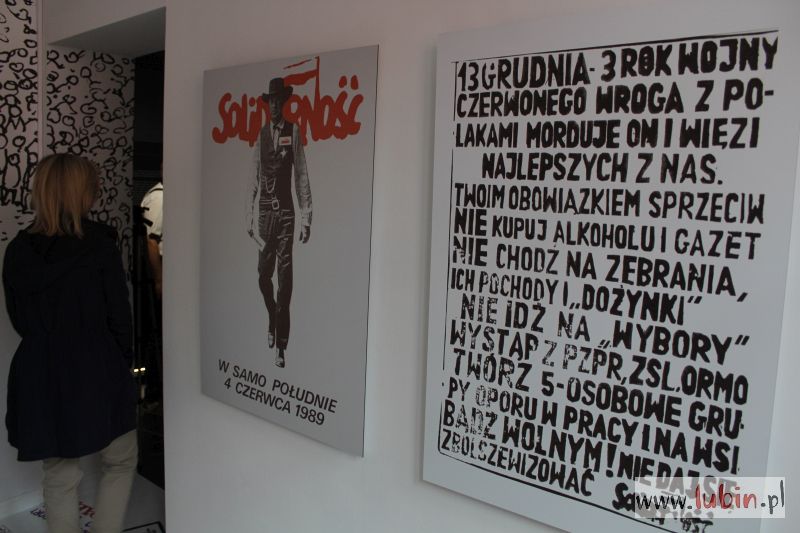 SOLIDARNOŚĆ
W SAMO POŁUDNIE
4 CZERWCA 1989
13 GRUDNIA - 3 ROK WOJNY
CZERWONEGO WROGA Z PO-
LAKAMI MORDUJE ON I WIĘZI
NAJLEPSZYCH Z NAS.
TWOIM OBOWIĄZKIEM SPRZECIW
NIE KUPUJ ALKOHOLU I GAZET
NIE CHODŹ NA ZEBRANIA,
ICH POCHODY I „DOŻYNKI"
NIE IDŹ NA „WYBORY"
WYSTĄP Z PZPR, ZSL, ORMO
TWÓRZ 5-OSOBOWE GRU-
PY OPORU W PRACY I NA WSI
BĄDŹ WOLNYM! NIE DAJ SIĘ
ZBOLSZEWIZOWAĆ
www.lubin.pl